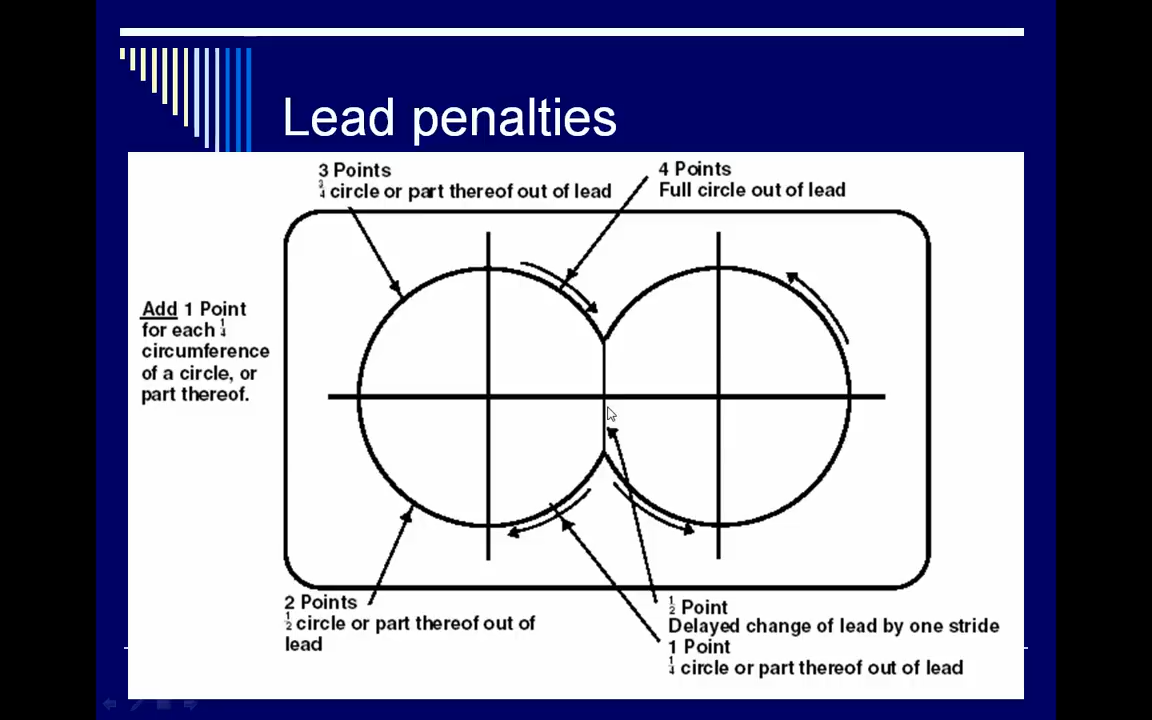 Lead penalties
3 Points
¾ circle or part thereof out of lead
4 Points
Full circle out of lead
Add 1 Point
for each ¼
circumference
of a circle, or
part thereof.
2 Points
½ circle or part thereof out of
lead
½ Point
Delayed change of lead by one stride
1 Point
¼ circle or part thereof out of lead